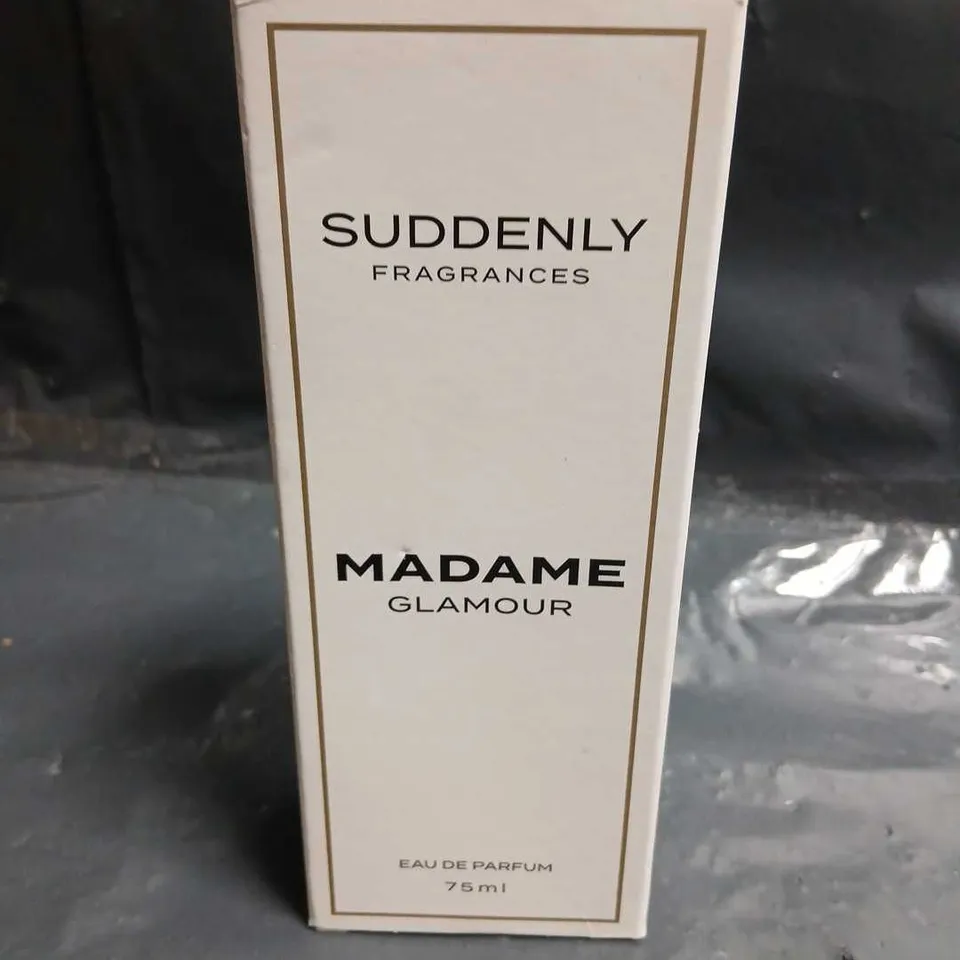 SUDDENLY
FRAGRANCES
MADAME
GLAMOUR
EAU DE PARFUM
75ml